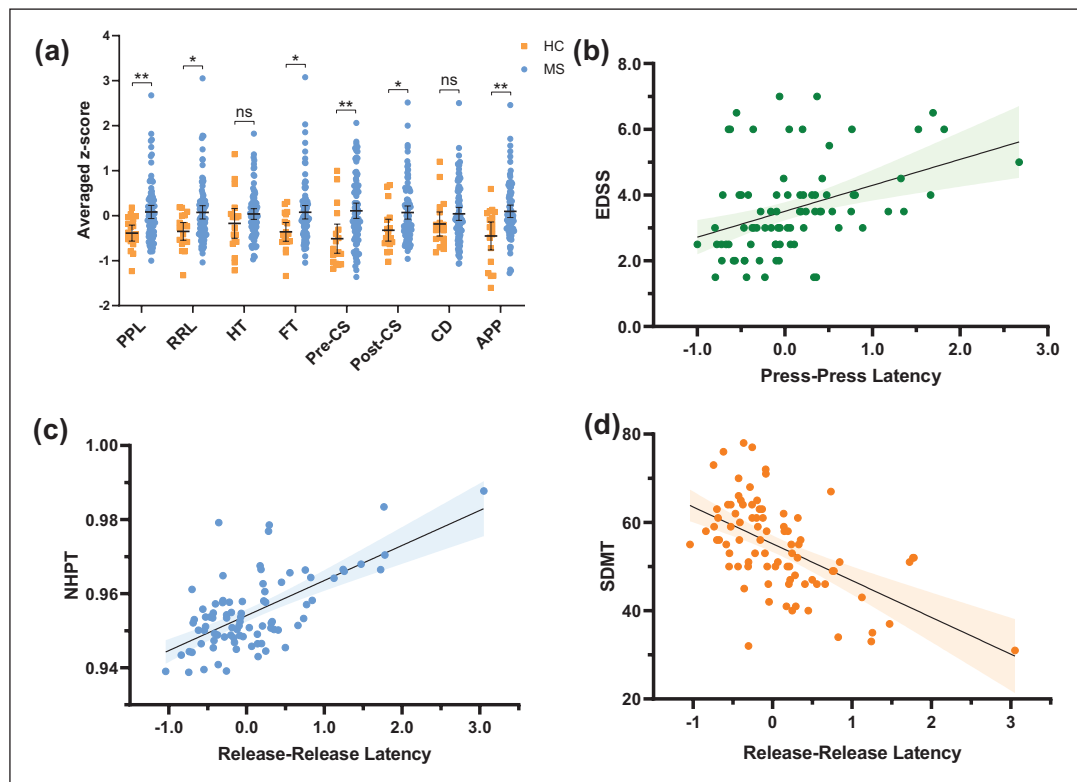 (a)
HC
MS
Averaged z-score
4
3
2
1
0
-1
-2
** * ns * ** * ns **
PPL RRL HT FT Pre-CS Post-CS CD APP
(b)
EDSS
8.0
6.0
4.0
2.0
0.0
-1.0 0.0 1.0 2.0 3.0
Press-Press Latency
(c)
NHPT
1.00
0.98
0.96
0.94
-1.0 0.0 1.0 2.0 3.0
Release-Release Latency
(d)
SDMT
80
60
40
20
-1 0 1 2 3
Release-Release Latency